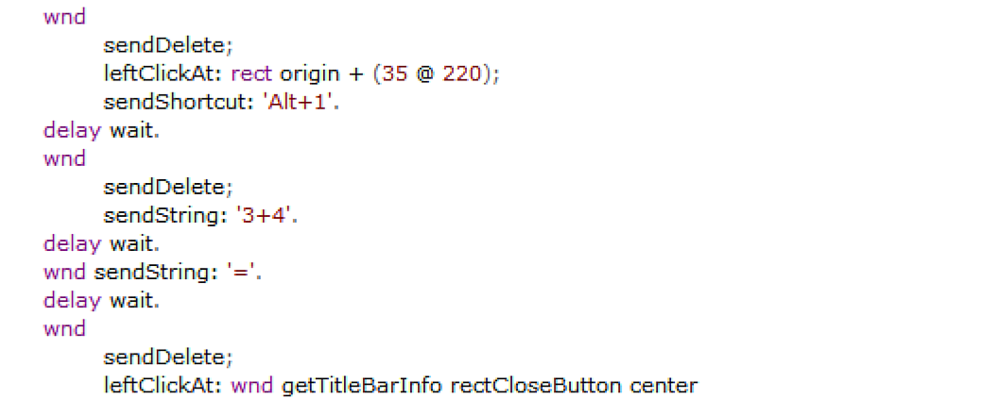 wnd
sendDelete;
leftClickAt: rect origin + (35 @ 220);
sendShortcut: 'Alt+1'.
delay wait.
wnd
sendDelete;
sendString: '3+4'.
delay wait.
wnd sendString: '='.
delay wait.
wnd
sendDelete;
leftClickAt: wnd getTitleBarInfo rectCloseButton center